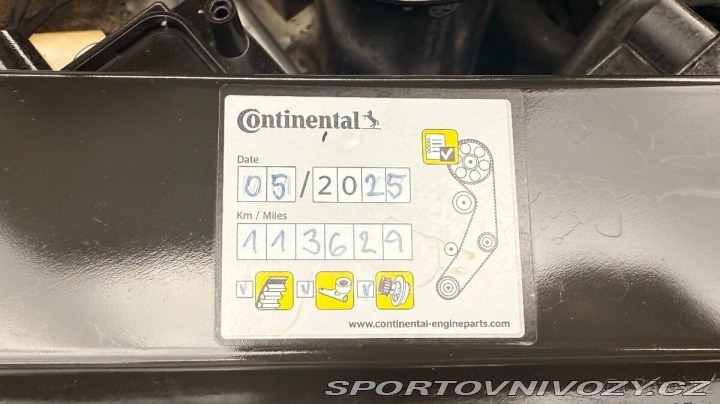 Continental
Date
05/2025
Km / Miles
113629
www.continental-engineparts.com
SPORTOVNIVOZY.CZ